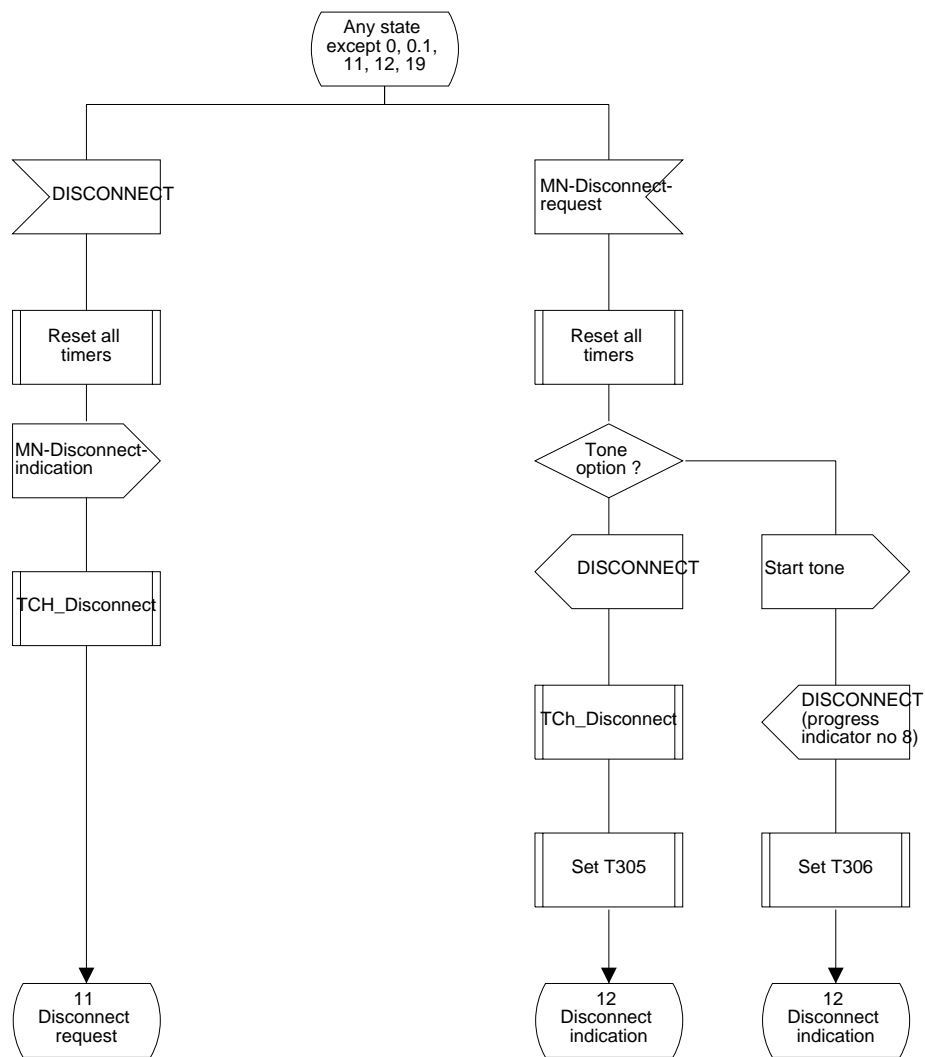 Any state
except 0, 0.1,
11, 12, 19
DISCONNECT
MN-Disconnect-
request
Reset all
timers
Reset all
timers
MN-Disconnect-
indication
Tone
option ?
TCH_Disconnect
DISCONNECT
Start tone
TCh_Disconnect
DISCONNECT
(progress
indicator no 8)
Set T305
Set T306
11
Disconnect
request
12
Disconnect
indication
12
Disconnect
indication